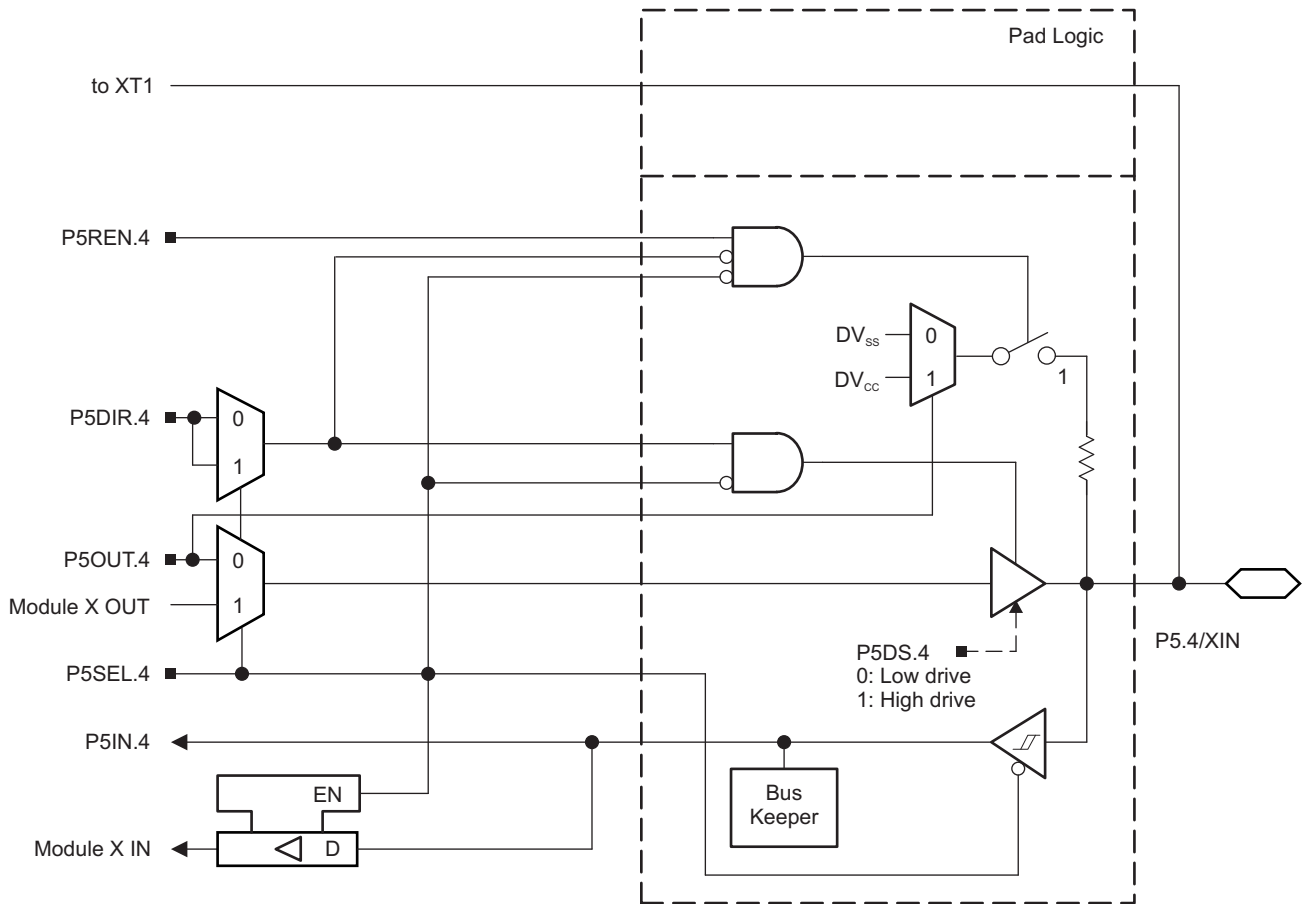 Pad Logic
to XT1
P5REN.4
DVSS
0
DVCC
1
1
P5DIR.4
0
1
P5OUT.4
0
Module X OUT
1
P5DS.4
0: Low drive
1: High drive
P5.4/XIN
P5SEL.4
P5IN.4
Bus
Keeper
EN
Module X IN
D